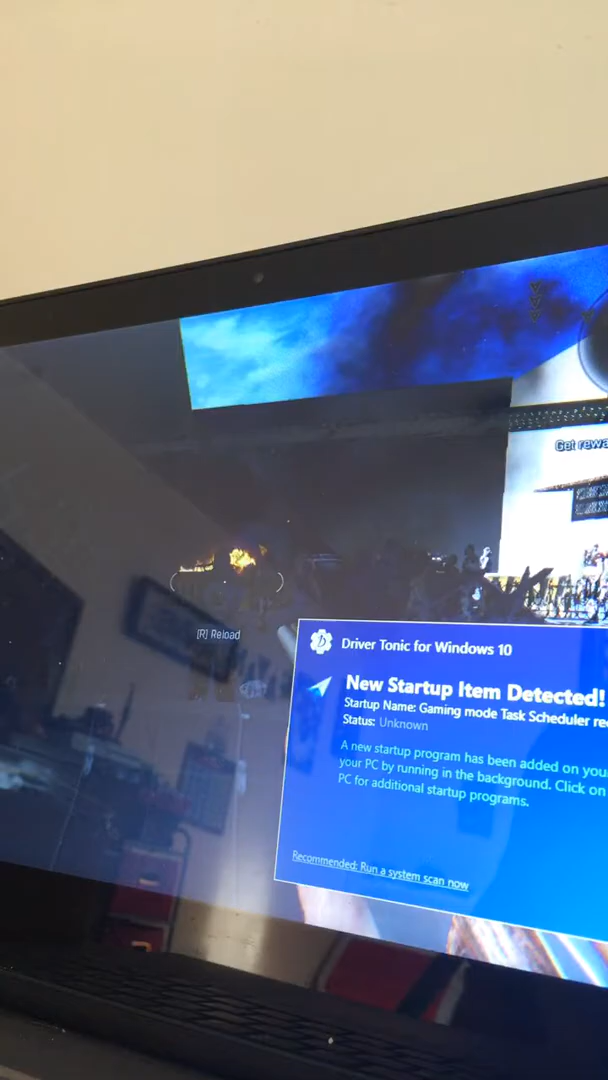 Get rewa
[R] Reload
Driver Tonic for Windows 10
New Startup Item Detected!
Startup Name: Gaming mode Task Scheduler re
Status: Unknown
A new startup program has been added on you
your PC by running in the background. Click on
PC for additional startup programs.
Recommended: Run a system scan now